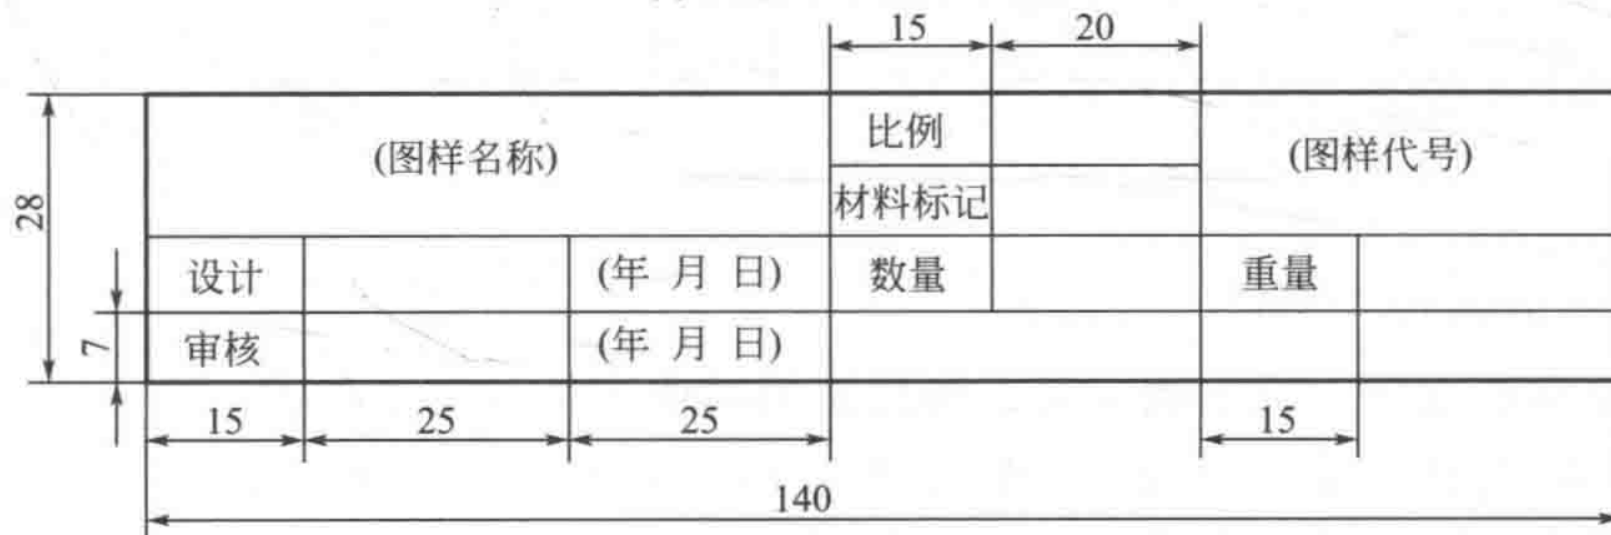 15 20
(图样名称) 比例 (图样代号)
材料标记
28
设计 (年 月 日) 数量 重量
7
审核 (年 月 日)
15 25 25 15
140